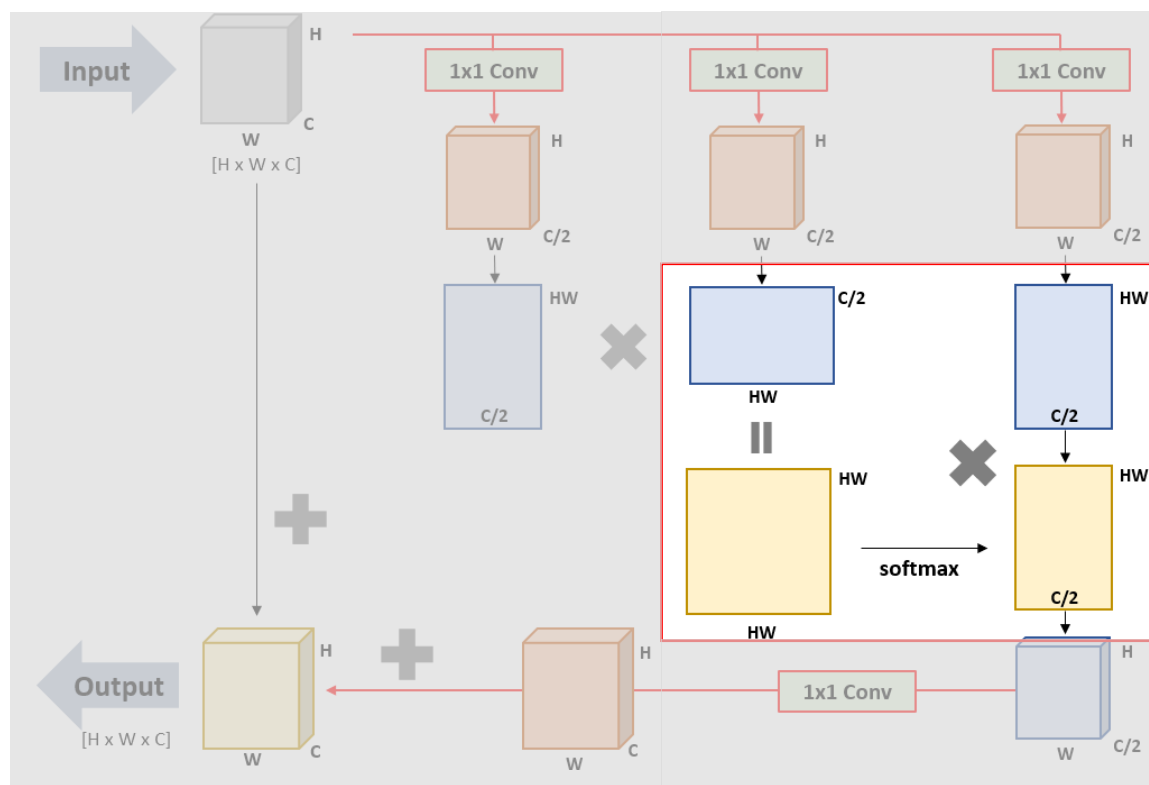 H
Input
1x1 Conv
1x1 Conv
1x1 Conv
C
W
[H x W x C]
H
H
H
W
C/2
W
C/2
W
C/2
HW
C/2
C/2
HW
HW
C/2
HW
HW
softmax
HW
C/2
HW
H
W
C/2
1x1 Conv
H
W
C
H
W
C
Output
[H x W x C]